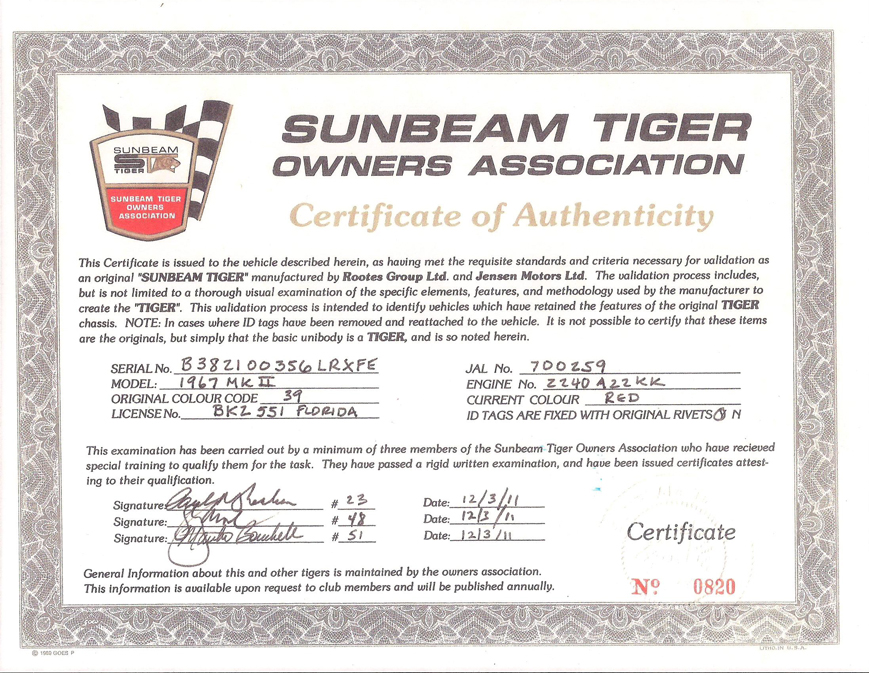 SUNBEAM
TIGER
SUNBEAM TIGER
OWNERS
ASSOCIATION
SUNBEAM TIGER
OWNERS ASSOCIATION
Certificate of Authenticity
This Certificate is issued to the vehicle described herein, as having met the requisite standards and criteria necessary for validation as
an original "SUNBEAM TIGER" manufactured by Rootes Group Ltd. and Jensen Motors Ltd. The validation process includes,
but is not limited to a thorough visual examination of the specific elements, features, and methodology used by the manufacturer to
create the "TIGER". This validation process is intended to identify vehicles which have retained the features of the original TIGER
chassis. NOTE: In cases where ID tags have been removed and reattached to the vehicle. It is not possible to certify that these items
are the originals, but simply that the basic unibody is a TIGER, and is so noted herein.
SERIAL No. B382100356LRXFE
MODEL: 1967 MK II
ORIGINAL COLOUR CODE 39
LICENSE No. BKZ 551 FLORIDA
JAL No. 700259
ENGINE No. 2240A22KK
CURRENT COLOUR RED
ID TAGS ARE FIXED WITH ORIGINAL RIVETS Y N
This examination has been carried out by a minimum of three members of the Sunbeam Tiger Owners Association who have recieved
special training to qualify them for the task. They have passed a rigid written examination, and have been issued certificates attest-
ing to their qualification.
Signature: # 23 Date: 12/3/11
Signature: # 48 Date: 12/3/11
Signature: # 51 Date: 12/3/11
General Information about this and other tigers is maintained by the owners association.
This information is available upon request to club members and will be published annually.
Certificate
No 0820
LITHO. IN U.S.A.